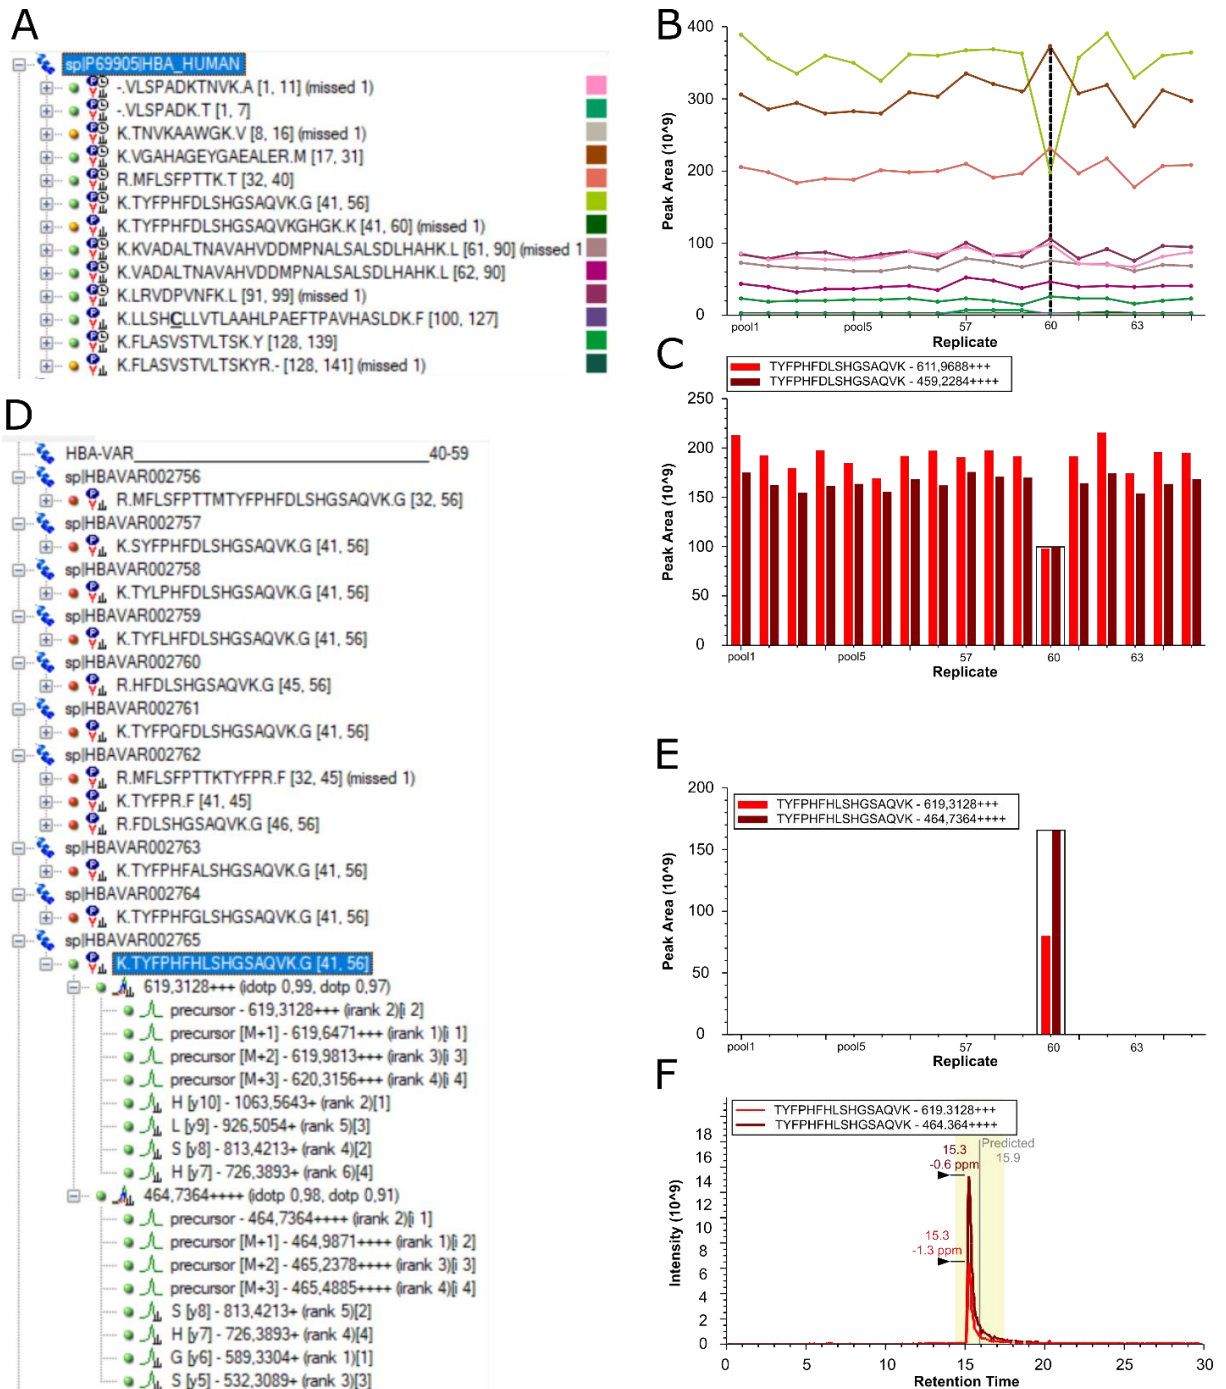 A
sp|P69905|HBA_HUMAN
-.VLSPADKTNVK.A [1, 11] (missed 1)
-.VLSPADK.T [1, 7]
K.TNVKAAWGK.V [8, 16] (missed 1)
K.VGAHAGEYGAEALER.M [17, 31]
R.MFLSFPTTK.T [32, 40]
K.TYFPHFDLSHGSAQVK.G [41, 56]
K.TYFPHFDLSHGSAQVKGHGK.K [41, 60] (missed 1)
K.KVADALTNAVAHVDDMPNALSALSDLHAHK.L [61, 90] (missed 1
K.VADALTNAVAHVDDMPNALSALSDLHAHK.L [62, 90]
K.LRVDPVNFK.L [91, 99] (missed 1)
K.LLSHCLLVTLAAHLPAEFTPAVHASLDK.F [100, 127]
K.FLASVSTVLTSK.Y [128, 139]
K.FLASVSTVLTSKYR.- [128, 141] (missed 1)
B
Peak Area (10^9)
400
300
200
100
0
pool1 pool5 57 60 63
Replicate
C
TYFPHFDLSHGSAQVK - 611,9688+++
TYFPHFDLSHGSAQVK - 459,2284++++
Peak Area (10^9)
250
200
150
100
50
0
pool1 pool5 57 60 63
Replicate
D
HBA-VAR______________________________40-59
sp|HBAVAR002756
R.MFLSFPTTMTYFPHFDLSHGSAQVK.G [32, 56]
sp|HBAVAR002757
K.SYFPHFDLSHGSAQVK.G [41, 56]
sp|HBAVAR002758
K.TYLPHFDLSHGSAQVK.G [41, 56]
sp|HBAVAR002759
K.TYFLHFDLSHGSAQVK.G [41, 56]
sp|HBAVAR002760
R.HFDLSHGSAQVK.G [45, 56]
sp|HBAVAR002761
K.TYFPQFDLSHGSAQVK.G [41, 56]
sp|HBAVAR002762
R.MFLSFPTTKTYFPR.F [32, 45] (missed 1)
K.TYFPR.F [41, 45]
R.FDLSHGSAQVK.G [46, 56]
sp|HBAVAR002763
K.TYFPHFALSHGSAQVK.G [41, 56]
sp|HBAVAR002764
K.TYFPHFGLSHGSAQVK.G [41, 56]
sp|HBAVAR002765
K.TYFPHFHLSHGSAQVK.G [41, 56]
619,3128+++ (idotp 0,99, dotp 0,97)
precursor - 619,3128+++ (irank 2)[i 2]
precursor [M+1] - 619,6471+++ (irank 1)[i 1]
precursor [M+2] - 619,9813+++ (irank 3)[i 3]
precursor [M+3] - 620,3156+++ (irank 4)[i 4]
H [y10] - 1063,5643+ (rank 2)[1]
L [y9] - 926,5054+ (rank 5)[3]
S [y8] - 813,4213+ (rank 4)[2]
H [y7] - 726,3893+ (rank 6)[4]
464,7364++++ (idotp 0,98, dotp 0,91)
precursor - 464,7364++++ (irank 2)[i 1]
precursor [M+1] - 464,9871++++ (irank 1)[i 2]
precursor [M+2] - 465,2378++++ (irank 3)[i 3]
precursor [M+3] - 465,4885++++ (irank 4)[i 4]
S [y8] - 813,4213+ (rank 5)[2]
H [y7] - 726,3893+ (rank 4)[4]
G [y6] - 589,3304+ (rank 1)[1]
S [y5] - 532,3089+ (rank 3)[3]
E
TYFPHFHLSHGSAQVK - 619,3128+++
TYFPHFHLSHGSAQVK - 464,7364++++
Peak Area (10^9)
200
150
100
50
0
pool1 pool5 57 60 63
Replicate
F
TYFPHFHLSHGSAQVK - 619.3128+++
TYFPHFHLSHGSAQVK - 464.364++++
Intensity (10^9)
18
16
14
12
10
8
6
4
2
0
15.3
-0.6 ppm
Predicted
15.9
15.3
-1.3 ppm
0 5 10 15 20 25 30
Retention Time